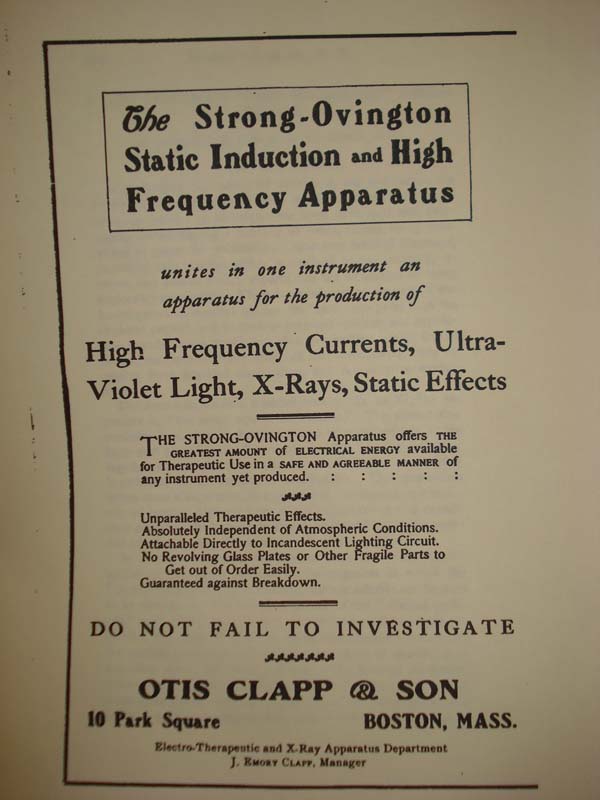 The Strong-Ovington
Static Induction and High
Frequency Apparatus
unites in one instrument an
apparatus for the production of
High Frequency Currents, Ultra-
Violet Light, X-Rays, Static Effects
THE STRONG-OVINGTON Apparatus offers THE
GREATEST AMOUNT of ELECTRICAL ENERGY available
for Therapeutic Use in a SAFE AND AGREEABLE MANNER of
any instrument yet produced. : : : : :
Unparalleled Therapeutic Effects.
Absolutely Independent of Atmospheric Conditions.
Attachable Directly to Incandescent Lighting Circuit.
No Revolving Glass Plates or Other Fragile Parts to
Get out of Order Easily.
Guaranteed against Breakdown.
DO NOT FAIL TO INVESTIGATE
OTIS CLAPP & SON
10 Park Square BOSTON, MASS.
Electro-Therapeutic and X-Ray Apparatus Department
J. EMORY CLAPP, Manager